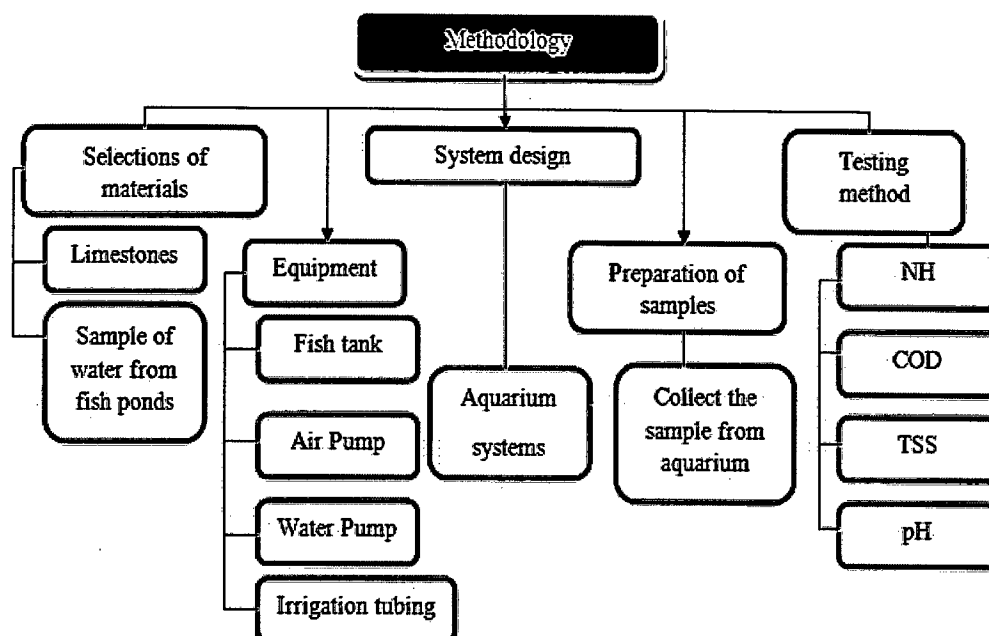 Methodology
Selections of
materials
Limestones
Sample of
water from
fish ponds
Equipment
Fish tank
Air Pump
Water Pump
Irrigation tubing
System design
Aquarium
systems
Preparation of
samples
Collect the
sample from
aquarium
Testing
method
NH
COD
TSS
pH